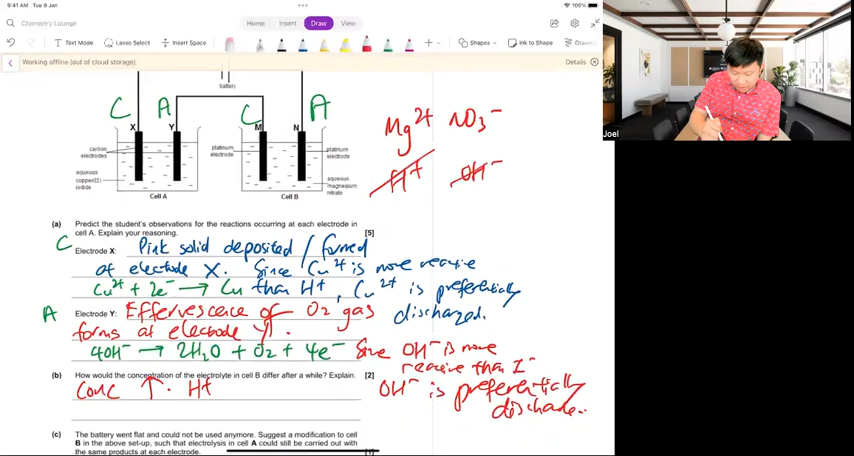 9:41 AM Tue 9 Jan
100%
Chemistry Lounge
Home Insert Draw View
Text Mode Lasso Select Insert Space Shapes Ink to Shape
Working offline (out of cloud storage)
Details
battery
C A C A
X Y M N
carbon electrodes
platinum electrode
platinum electrode
aqueous copper(II) iodide
aqueous magnesium nitrate
Cell A Cell B
Mg2+ NO3-
H+ OH-
Joel
(a) Predict the student's observations for the reactions occurring at each electrode in
cell A. Explain your reasoning. [5]
C Electrode X: Pink solid deposited / formed
at electrode X. Since Cu2+ is more reactive
Cu2+ + 2e- → Cu than H+, Cu2+ is preferentially
discharged.
A Electrode Y: Effervescence of O2 gas
forms at electrode Y.
4OH- → 2H2O + O2 + 4e- Since OH- is more
reactive than I-
OH- is preferentially
discharge.
(b) How would the concentration of the electrolyte in cell B differ after a while? Explain. [2]
Conc ↑. H+
(c) The battery went flat and could not be used anymore. Suggest a modification to cell
B in the above set-up, such that electrolysis in cell A could still be carried out with
the same products at each electrode.